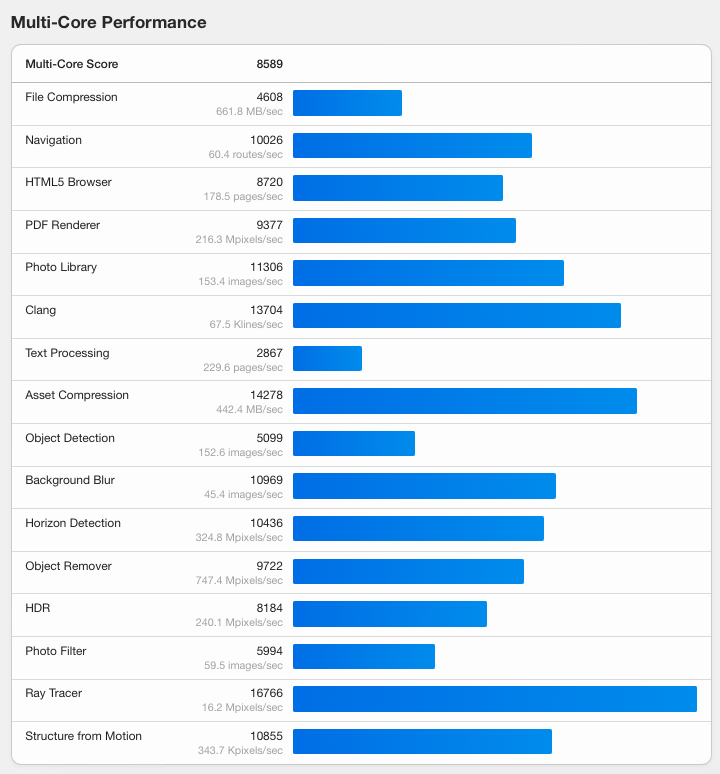 Multi-Core Performance
Multi-Core Score 8589
File Compression 4608
661.8 MB/sec
Navigation 10026
60.4 routes/sec
HTML5 Browser 8720
178.5 pages/sec
PDF Renderer 9377
216.3 Mpixels/sec
Photo Library 11306
153.4 images/sec
Clang 13704
67.5 Klines/sec
Text Processing 2867
229.6 pages/sec
Asset Compression 14278
442.4 MB/sec
Object Detection 5099
152.6 images/sec
Background Blur 10969
45.4 images/sec
Horizon Detection 10436
324.8 Mpixels/sec
Object Remover 9722
747.4 Mpixels/sec
HDR 8184
240.1 Mpixels/sec
Photo Filter 5994
59.5 images/sec
Ray Tracer 16766
16.2 Mpixels/sec
Structure from Motion 10855
343.7 Kpixels/sec